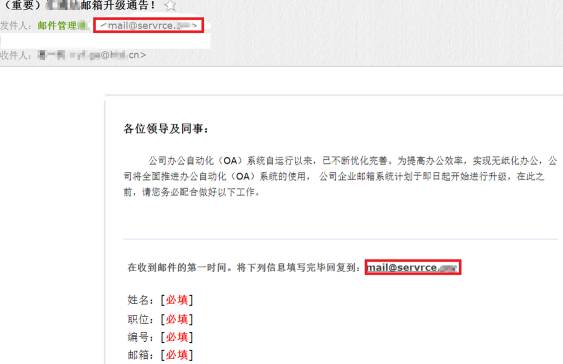 （重要）邮箱升级通告！
发件人：邮件管理 <mail@servrce.>
收件人：.cn>
各位领导及同事：
公司办公自动化（OA）系统自运行以来，已不断优化完善。为提高办公效率，实现无纸化办公，公
司将全面推进办公自动化（OA）系统的使用， 公司企业邮箱系统计划于即日起开始进行升级，在此之
前，请您务必配合做好以下工作。
在收到邮件的第一时间。将下列信息填写完毕回复到：mail@servrce.
姓名：[必填]
职位：[必填]
编号：[必填]
邮箱：[必填]